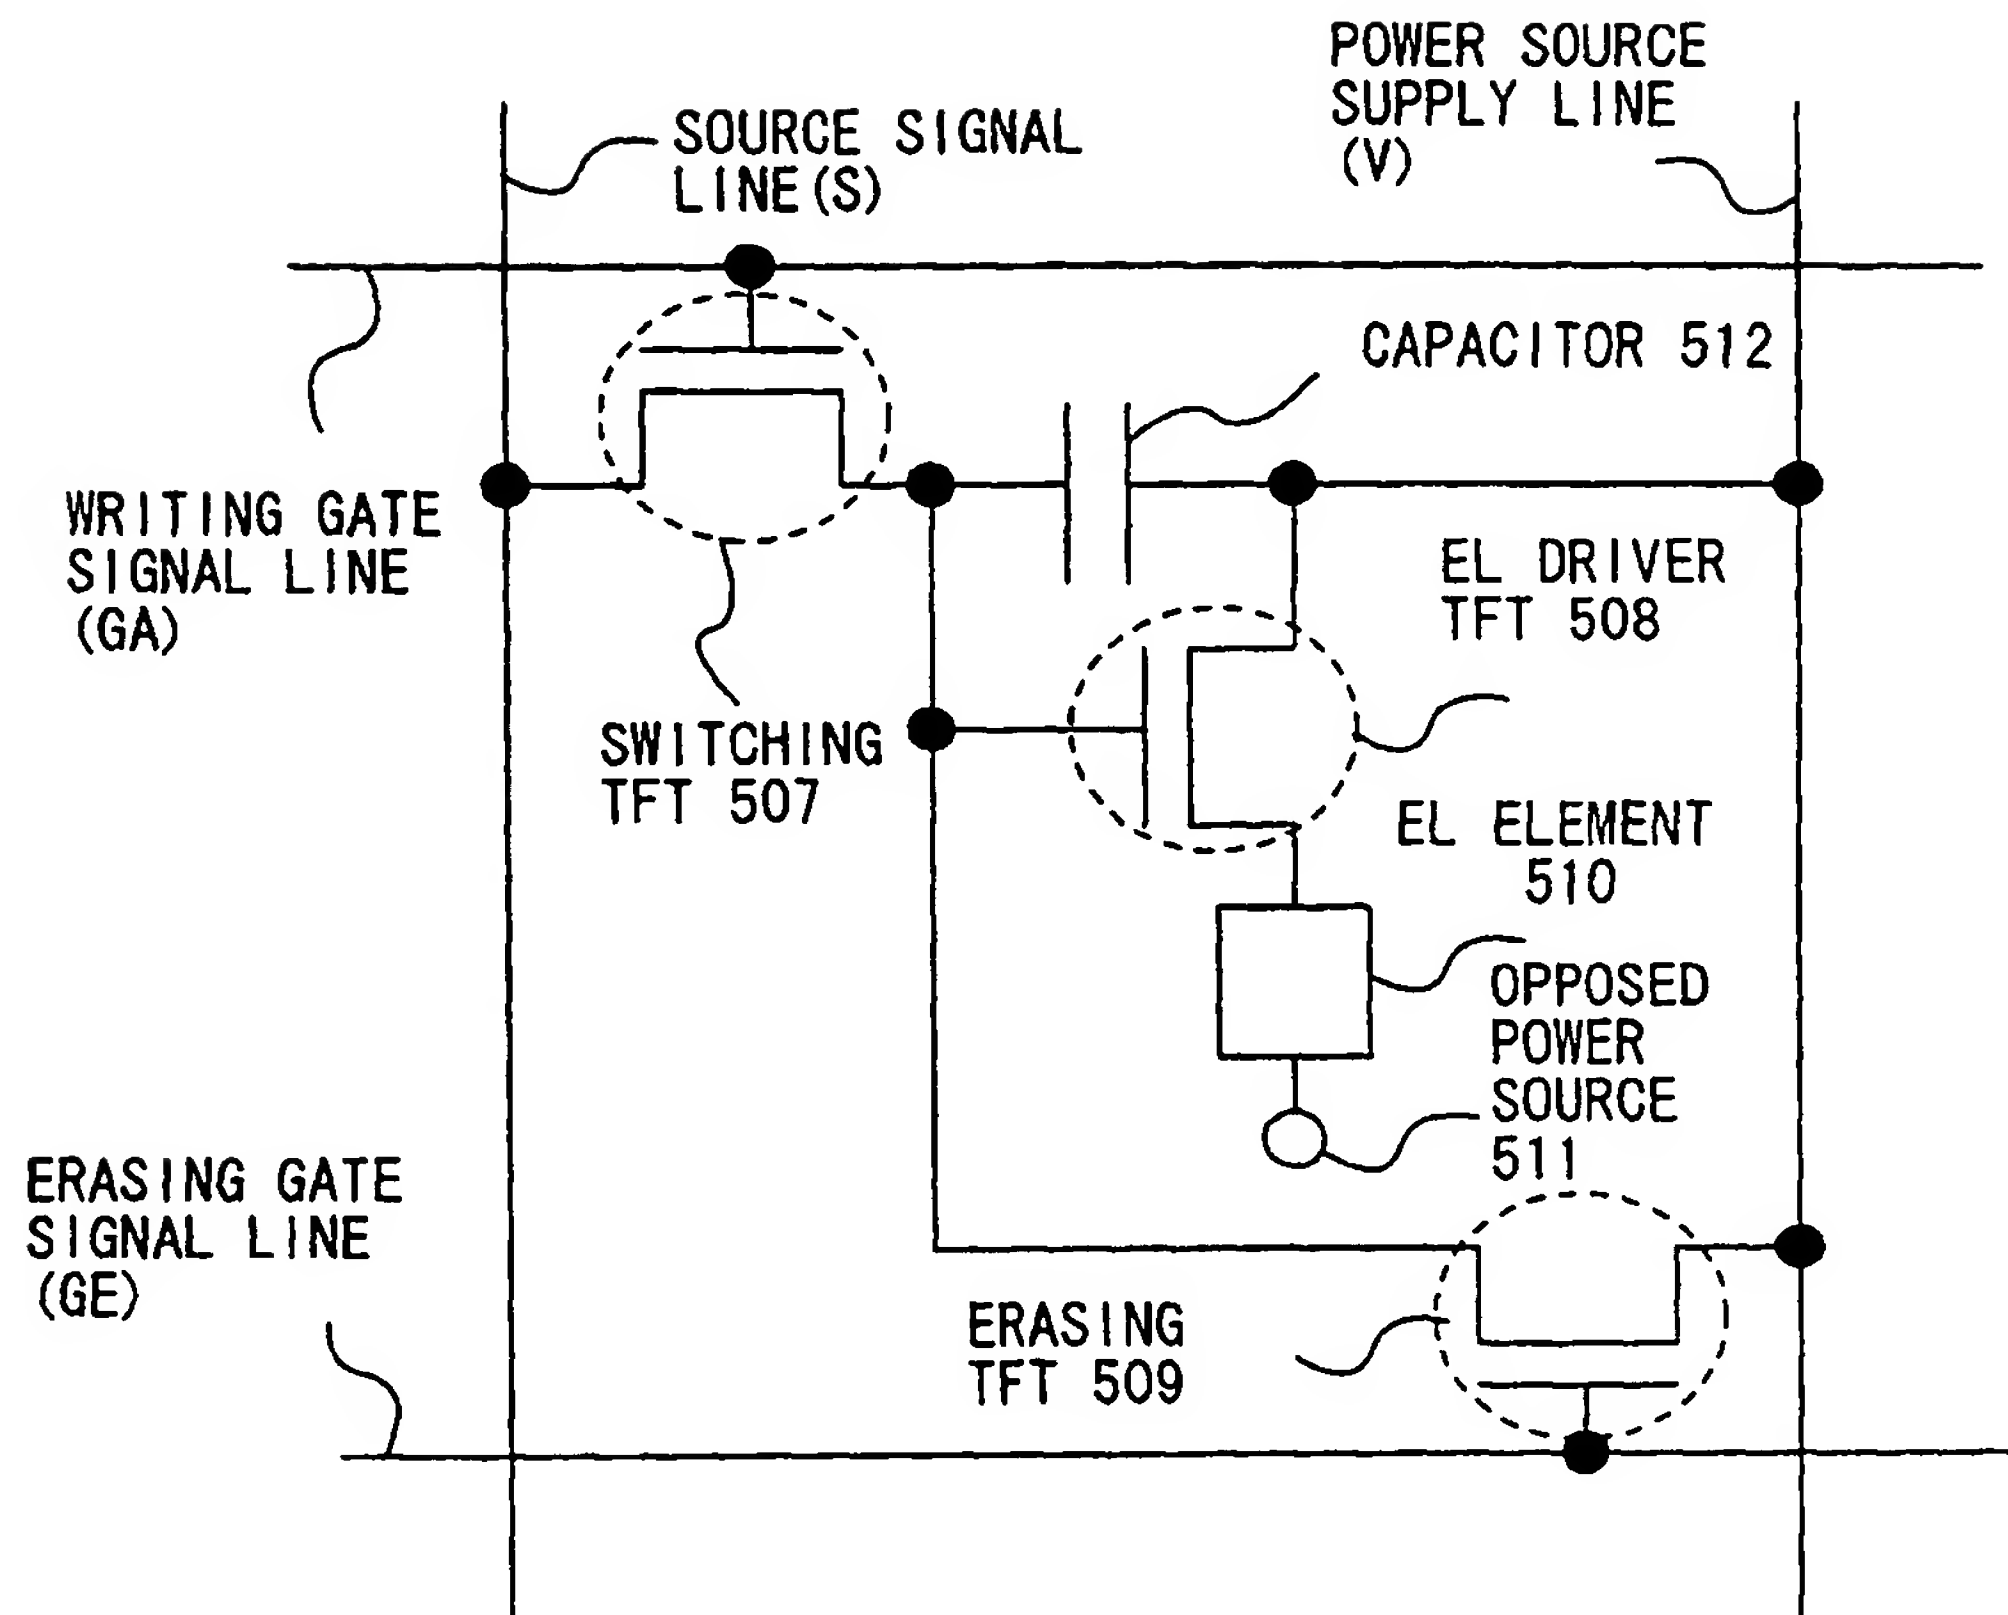 POWER SOURCE
SUPPLY LINE
(V)
SOURCE SIGNAL
LINE(S)
CAPACITOR 512
WRITING GATE
SIGNAL LINE
(GA)
EL DRIVER
TFT 508
SWITCHING
TFT 507
EL ELEMENT
510
OPPOSED
POWER
SOURCE
511
ERASING GATE
SIGNAL LINE
(GE)
ERASING
TFT 509